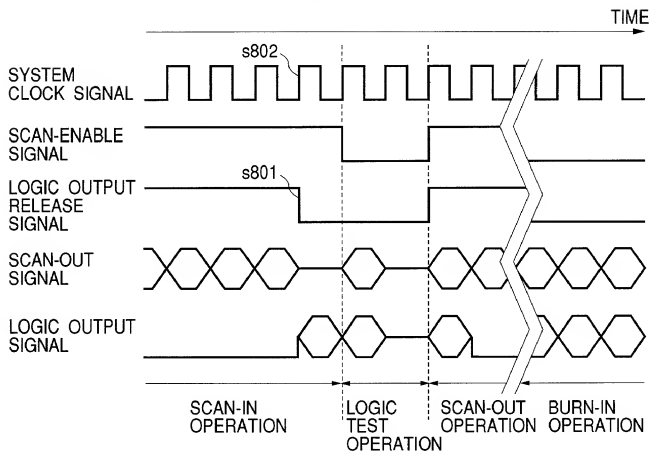 TIME
s802
SYSTEM
CLOCK SIGNAL
SCAN-ENABLE
SIGNAL
s801
LOGIC OUTPUT
RELEASE
SIGNAL
SCAN-OUT
SIGNAL
LOGIC OUTPUT
SIGNAL
SCAN-IN
OPERATION
LOGIC
TEST
OPERATION
SCAN-OUT
OPERATION
BURN-IN
OPERATION